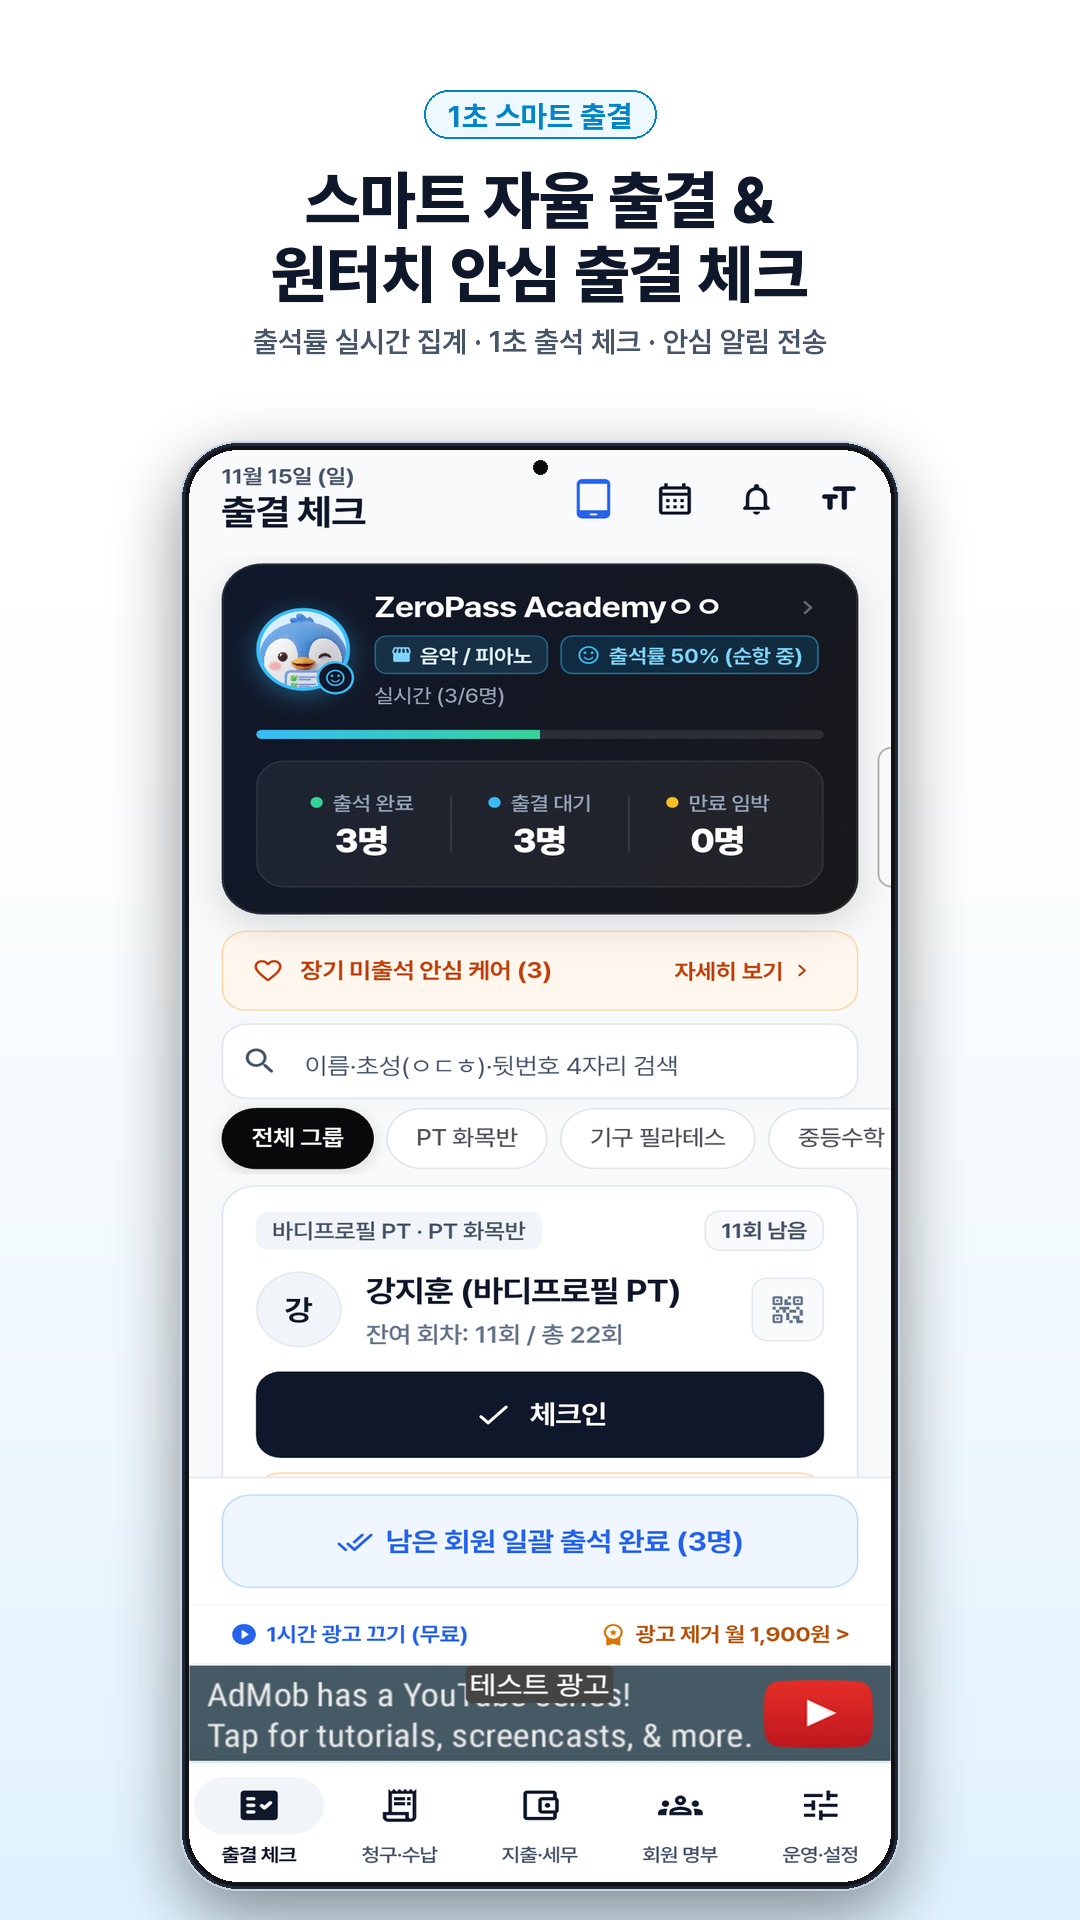 1초 스마트 출결
스마트 자율 출결 &
원터치 안심 출결 체크
출석률 실시간 집계 · 1초 출석 체크 · 안심 알림 전송
11월 15일 (일)
출결 체크
ZeroPass Academyㅇㅇ
음악 / 피아노
출석률 50% (순항 중)
실시간 (3/6명)
출석 완료
출결 대기
만료 임박
3명
3명
0명
장기 미출석 안심 케어 (3)
자세히 보기
이름·초성(ㅇㄷㅎ)·뒷번호 4자리 검색
전체 그룹
PT 화목반
기구 필라테스
중등수학
바디프로필 PT · PT 화목반
11회 남음
강
강지훈 (바디프로필 PT)
잔여 회차: 11회 / 총 22회
체크인
남은 회원 일괄 출석 완료 (3명)
1시간 광고 끄기 (무료)
광고 제거 월 1,900원 >
테스트 광고
AdMob has a YouTube series!
Tap for tutorials, screencasts, & more.
출결 체크
청구·수납
지출·세무
회원 명부
운영·설정